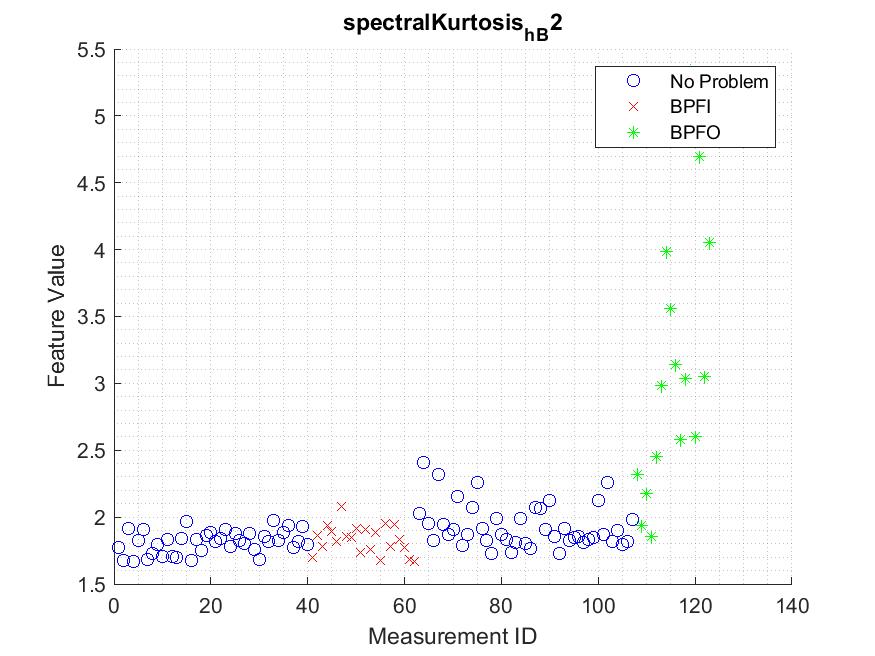 spectralKurtosis_hB2
No Problem
BPFI
BPFO
Feature Value
5.5
5
4.5
4
3.5
3
2.5
2
1.5
0 20 40 60 80 100 120 140
Measurement ID